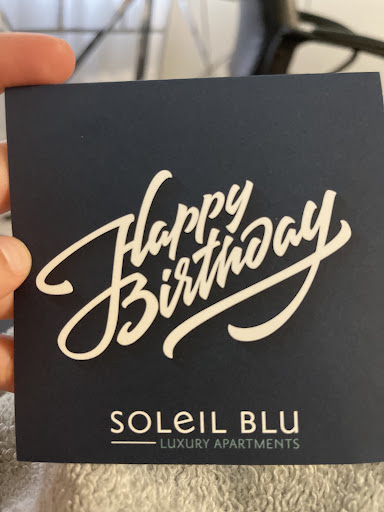 Happy
Birthday
SOLeIL BLU
LUXURY APARTMENTS